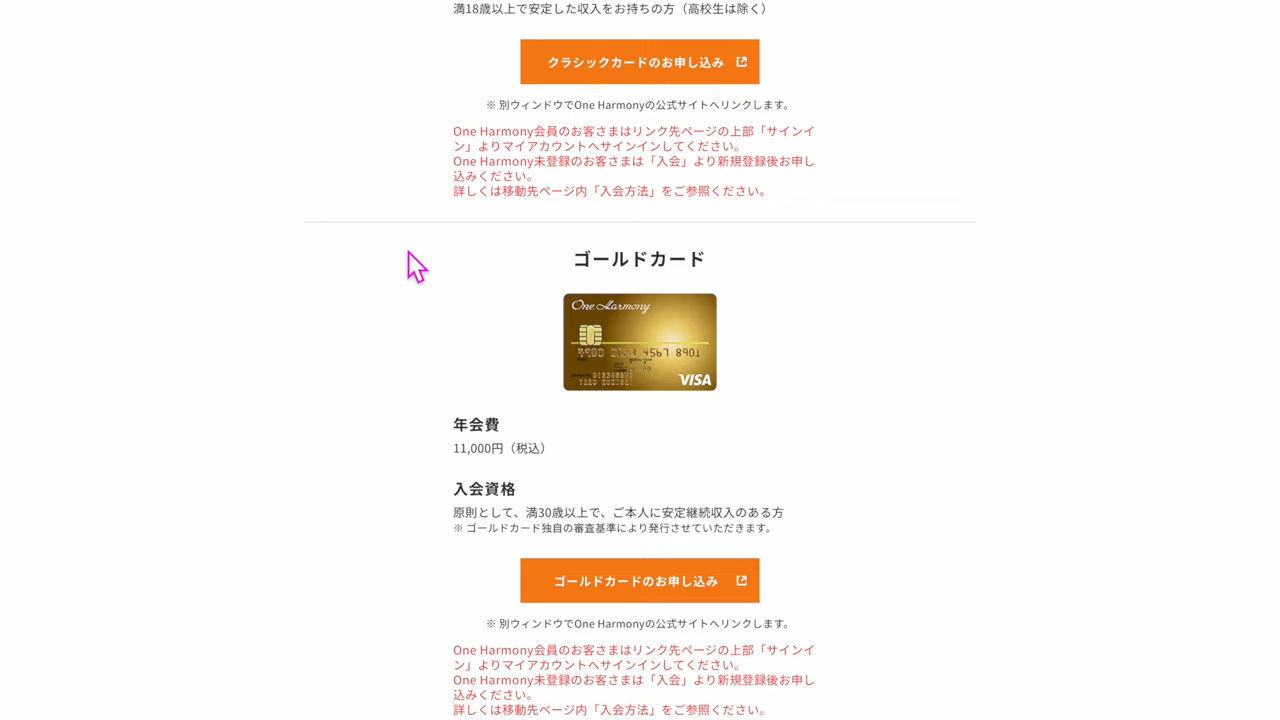 満18歳以上で安定した収入をお持ちの方（高校生は除く）
クラシックカードのお申し込み
※ 別ウィンドウでOne Harmonyの公式サイトへリンクします。
One Harmony会員のお客さまはリンク先ページの上部「サインイ
ン」よりマイアカウントへサインインしてください。
One Harmony未登録のお客さまは「入会」より新規登録後お申し
込みください。
詳しくは移動先ページ内「入会方法」をご参照ください。
ゴールドカード
One Harmony
VISA
年会費
11,000円（税込）
入会資格
原則として、満30歳以上で、ご本人に安定継続収入のある方
※ ゴールドカード独自の審査基準により発行させていただきます。
ゴールドカードのお申し込み
※ 別ウィンドウでOne Harmonyの公式サイトへリンクします。
One Harmony会員のお客さまはリンク先ページの上部「サインイ
ン」よりマイアカウントへサインインしてください。
One Harmony未登録のお客さまは「入会」より新規登録後お申し
込みください。
詳しくは移動先ページ内「入会方法」をご参照ください。